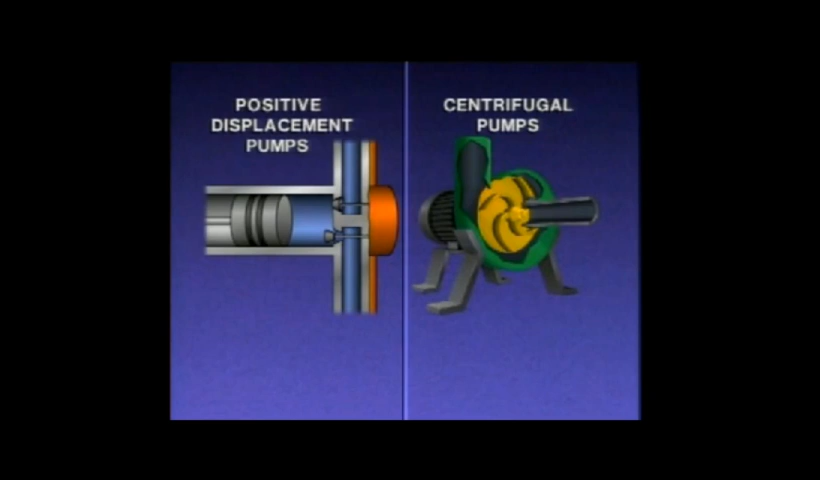 POSITIVE
DISPLACEMENT
PUMPS
CENTRIFUGAL
PUMPS